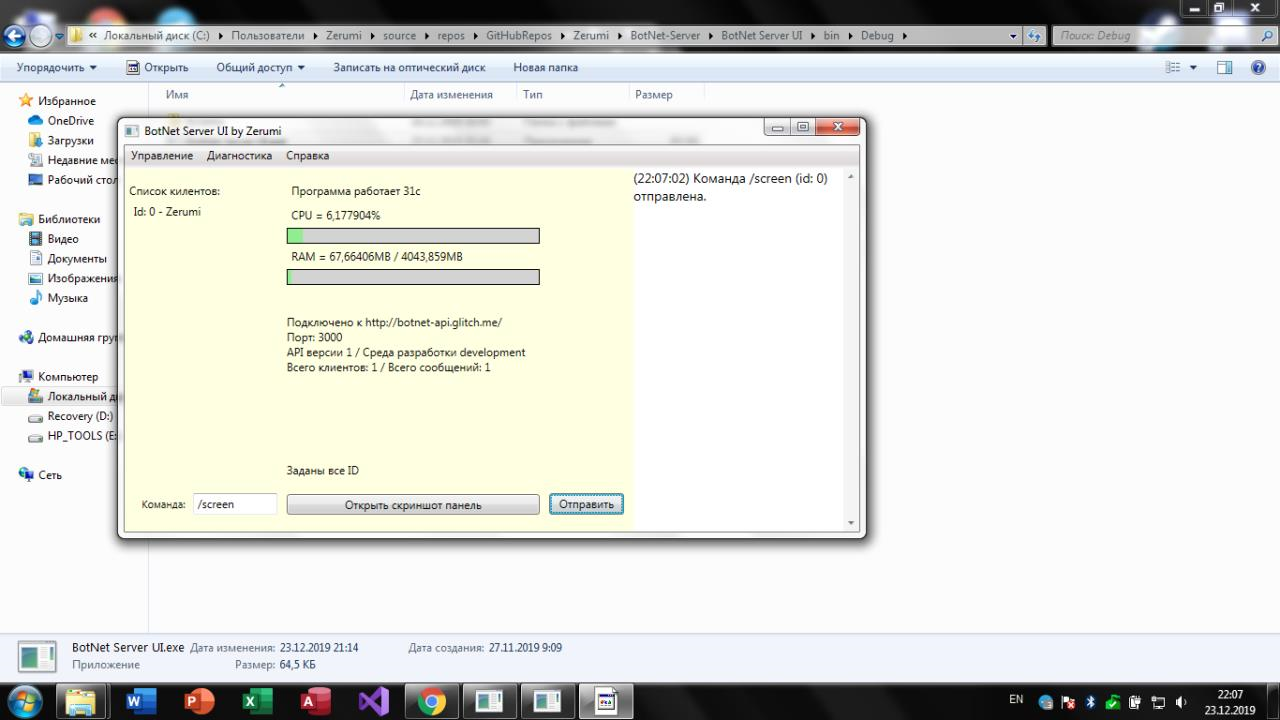 « Локальный диск (C:) Пользователи Zerumi source repos GitHubRepos Zerumi BotNet-Server BotNet Server UI bin Debug
Поиск: Debug
Упорядочить Открыть Общий доступ Записать на оптический диск Новая папка
Имя Дата изменения Тип Размер
Избранное
OneDrive
Загрузки
Недавние мес
Рабочий стол
Библиотеки
Видео
Документы
Изображения
Музыка
Домашняя груп
Компьютер
Локальный ди
Recovery (D:)
HP_TOOLS (E:
Сеть
BotNet Server UI by Zerumi
Управление Диагностика Справка
Список килентов:
Id: 0 - Zerumi
Программа работает 31с
CPU = 6,177904%
RAM = 67,66406MB / 4043,859MB
Подключено к http://botnet-api.glitch.me/
Порт: 3000
API версии 1 / Среда разработки development
Всего клиентов: 1 / Всего сообщений: 1
Заданы все ID
Команда: /screen Открыть скриншот панель Отправить
(22:07:02) Команда /screen (id: 0)
отправлена.
BotNet Server UI.exe Дата изменения: 23.12.2019 21:14 Дата создания: 27.11.2019 9:09
Приложение Размер: 64,5 КБ
EN
22:07
23.12.2019